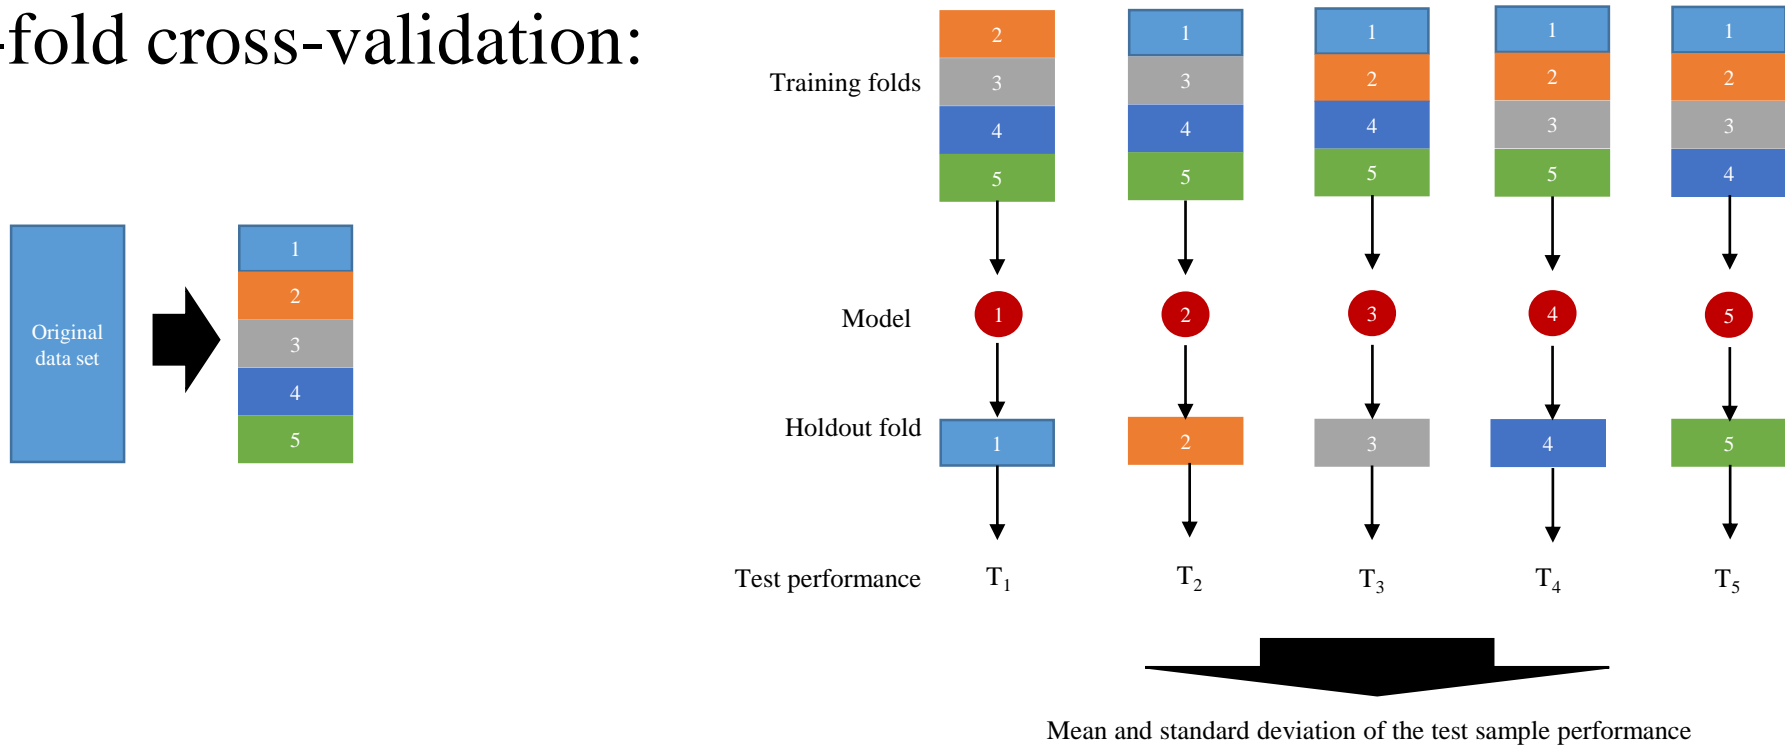 -fold cross-validation:
Training folds
2 1 1 1 1
3 3 2 2 2
4 4 4 3 3
5 5 5 5 4
Original
data set
1
2
3
4
5
Model 1 2 3 4 5
Holdout fold 1 2 3 4 5
Test performance T₁ T₂ T₃ T₄ T₅
Mean and standard deviation of the test sample performance